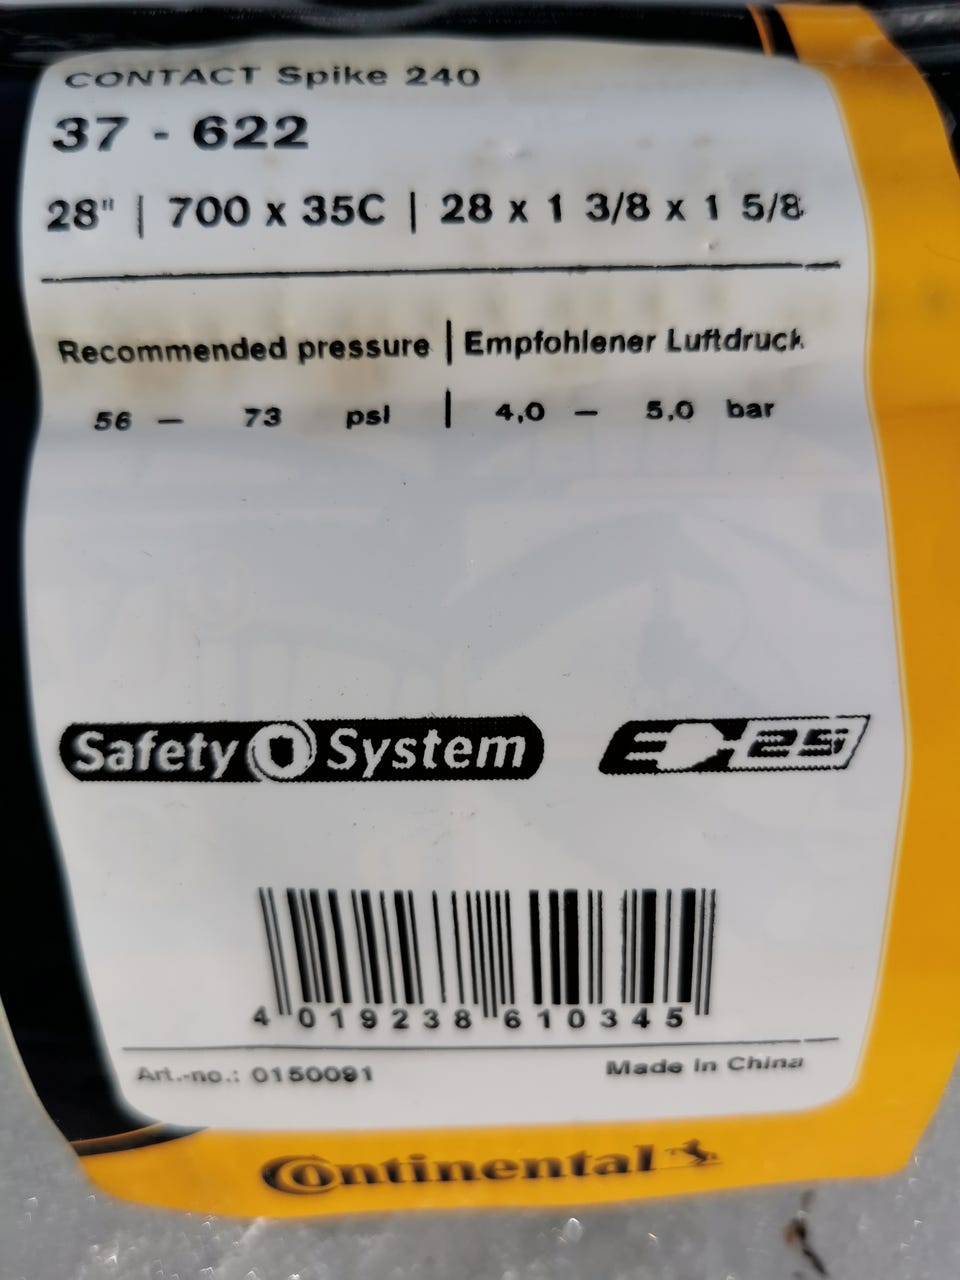 CONTACT Spike 240
37 - 622
28" | 700 x 35C | 28 x 1 3/8 x 1 5/8
Recommended pressure | Empfohlener Luftdruck
56 — 73 psi | 4,0 — 5,0 bar
Safety System
E 25
4 019238 610345
Art.-no.: 0150091
Made in China
Continental